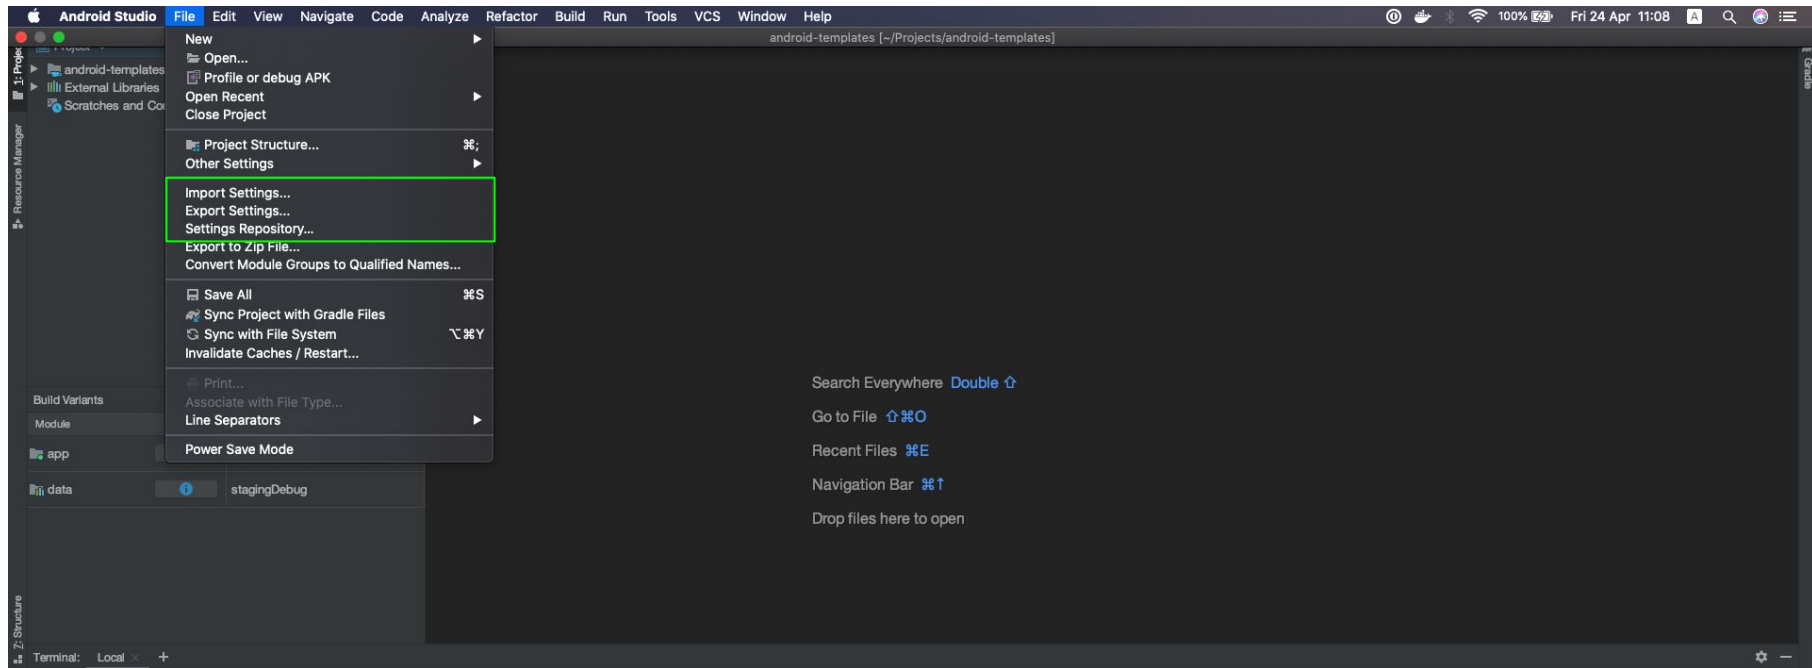 Android Studio File Edit View Navigate Code Analyze Refactor Build Run Tools VCS Window Help 100% Fri 24 Apr 11:08 A
android-templates [~/Projects/android-templates]
New
Open...
Profile or debug APK
Open Recent
Close Project
Project Structure... ⌘;
Other Settings
Import Settings...
Export Settings...
Settings Repository...
Export to Zip File...
Convert Module Groups to Qualified Names...
Save All ⌘S
Sync Project with Gradle Files
Sync with File System ⌥⌘Y
Invalidate Caches / Restart...
Print...
Associate with File Type...
Line Separators
Power Save Mode
1: Projec
Resource Manager
Z: Structure
Project
android-templates
External Libraries
Scratches and Co
Build Variants
Module
app
data stagingDebug
Search Everywhere Double ⇧
Go to File ⇧⌘O
Recent Files ⌘E
Navigation Bar ⌘↑
Drop files here to open
Gradle
Terminal: Local × +